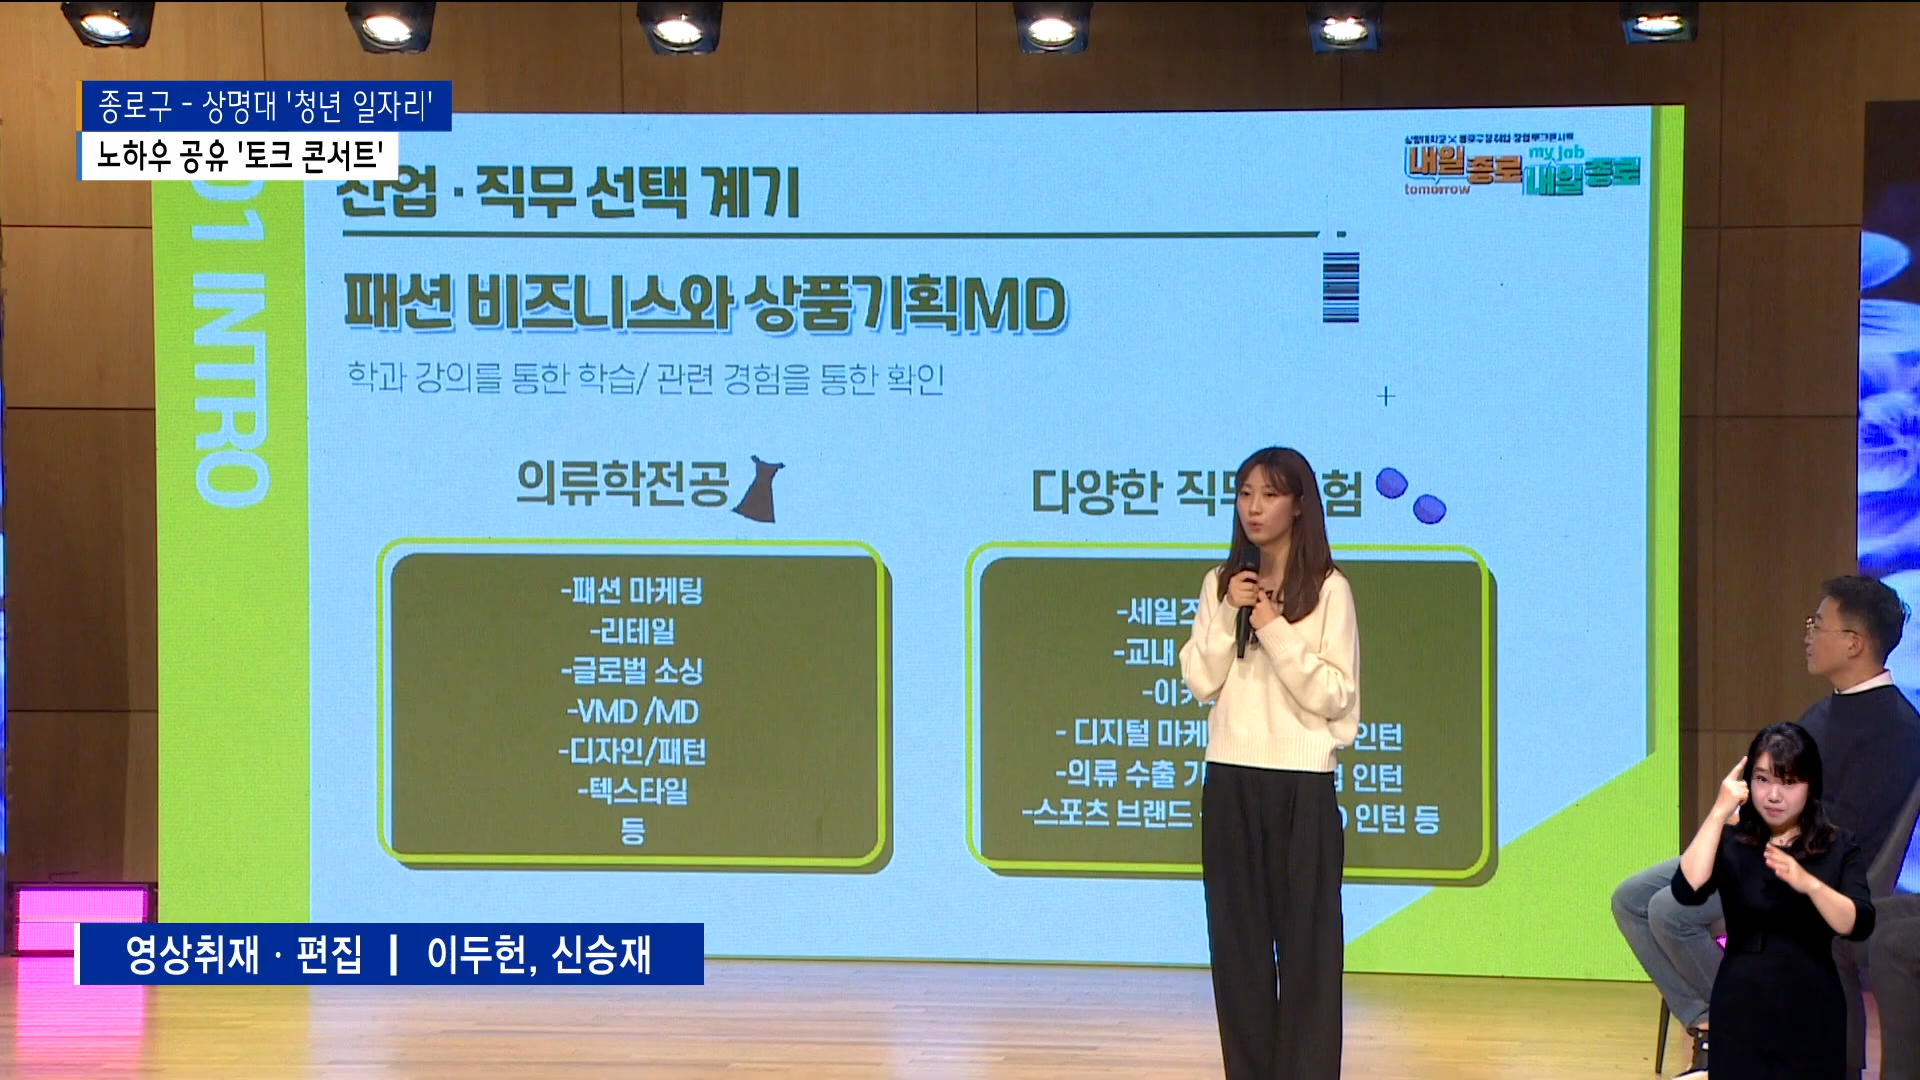 종로구 - 상명대 '청년 일자리'
노하우 공유 '토크 콘서트'
01 INTRO
산업 · 직무 선택 계기
내일종로
tomorrow
my job
내일종로
패션 비즈니스와 상품기획MD
학과 강의를 통한 학습/ 관련 경험을 통한 확인
의류학전공
-패션 마케팅
-리테일
-글로벌 소싱
-VMD /MD
-디자인/패턴
-텍스타일
등
다양한
-교내
- 디지털 인턴
-의류 수출 인턴
-스포츠 브랜드 인턴 등
영상취재 · 편집 | 이두헌, 신승재